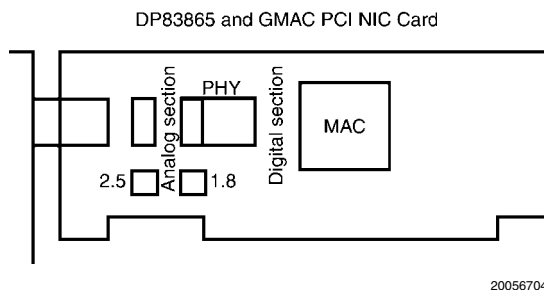 DP83865 and GMAC PCI NIC Card
Analog section
PHY
Digital section
MAC
2.5
1.8
20056704